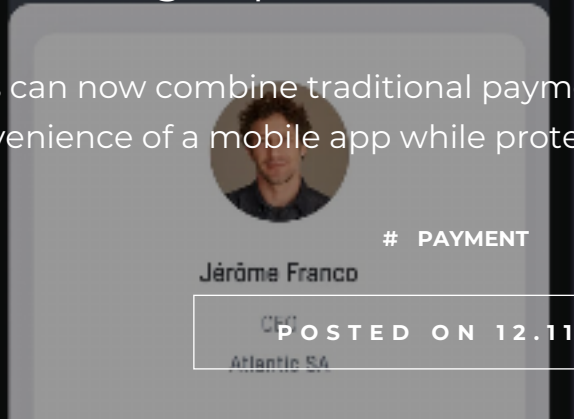 can now combine traditional paym
venience of a mobile app while prote
# PAYMENT
Jérôme Franco
CEO
POSTED ON 12.11
Atlantic SA